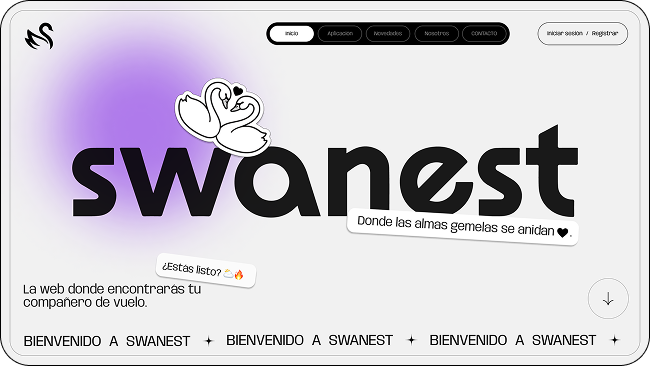 Inicio
Aplicación
Novedades
Nosotros
CONTACTO
Iniciar sesión / Registrar
swanest
Donde las almas gemelas se anidan 🖤.
¿Estás listo? ⛅🔥
La web donde encontrarás tu
compañero de vuelo.
BIENVENIDO A SWANEST ✦ BIENVENIDO A SWANEST ✦ BIENVENIDO A SWANEST ✦